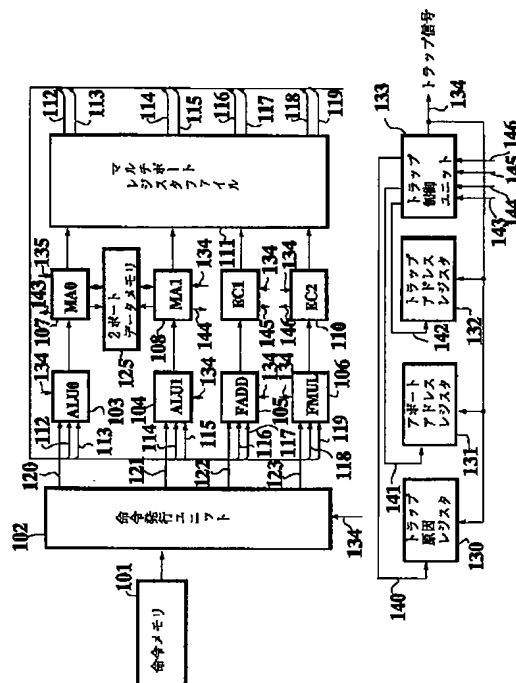 命令メモリ
101
命令発行ユニット
102
134
120
121
122
123
112
113
114
115
116
117
118
119
ALU0
103
134
ALU1
104
134
FADD
105
134
134
FMUL
106
MA0
107
143
135
2ポート
データメモリ
125
MA1
108
144
134
EC1
145
134
EC2
110
146
134
マルチポート
レジスタファイル
111
112
113
114
115
116
117
118
119
トラップ
原因レジスタ
130
140
アボート
アドレス
レジスタ
131
141
トラップ
アドレス
レジスタ
132
142
トラップ
制御
ユニット
133
143
144
145
146
トラップ信号
134